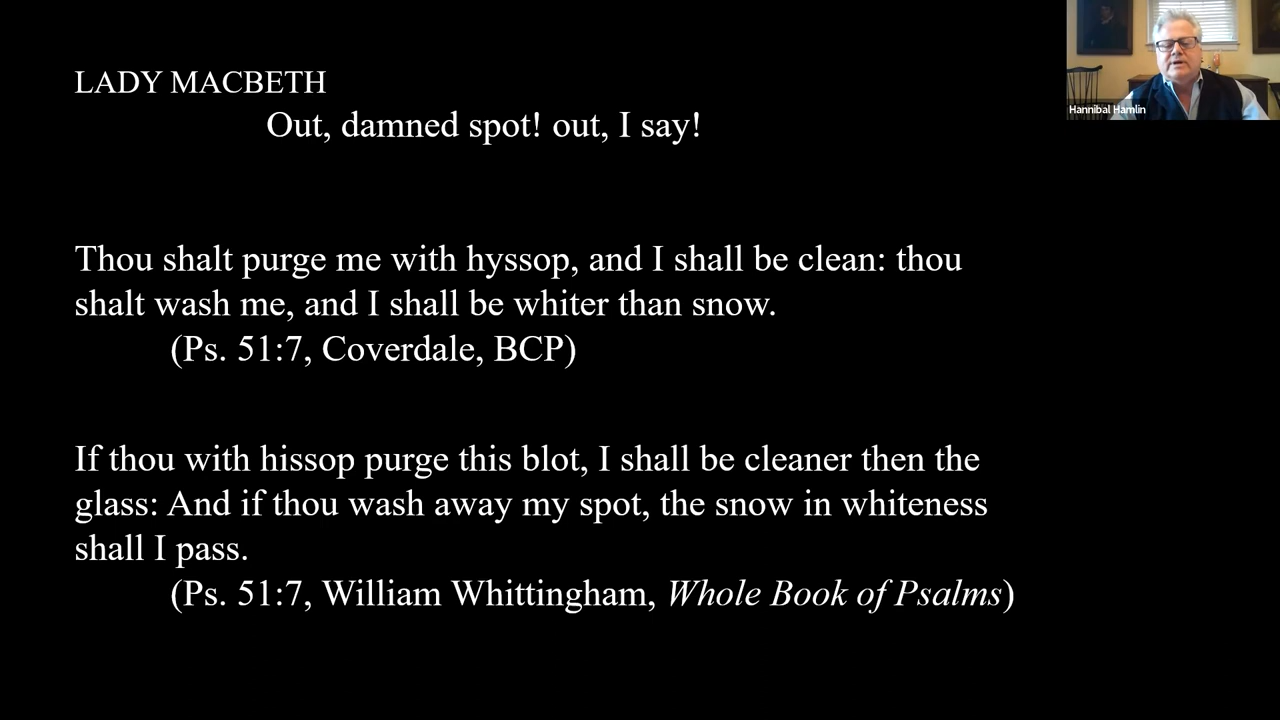 LADY MACBETH
Out, damned spot! out, I say!
Thou shalt purge me with hyssop, and I shall be clean: thou
shalt wash me, and I shall be whiter than snow.
(Ps. 51:7, Coverdale, BCP)
If thou with hissop purge this blot, I shall be cleaner then the
glass: And if thou wash away my spot, the snow in whiteness
shall I pass.
(Ps. 51:7, William Whittingham, Whole Book of Psalms)
Hannibal Hamlin